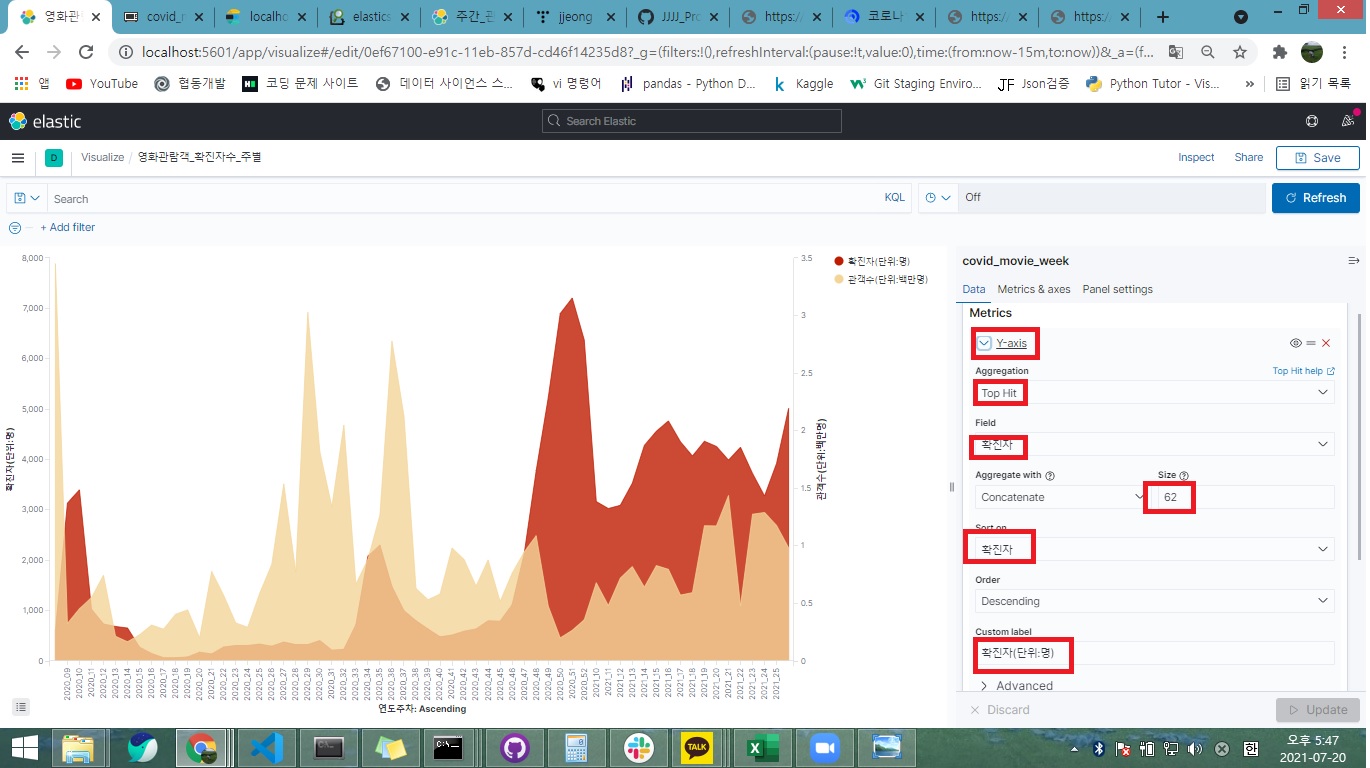 영화관람
covid_m
localho
elastics
주간_관
jjeong
JJJJ_Pro
https://
코로나
https://
https://
localhost:5601/app/visualize#/edit/0ef67100-e91c-11eb-857d-cd46f14235d8?_g=(filters:!(),refreshInterval:(pause:!t,value:0),time:(from:now-15m,to:now))&_a=(f...
앱
YouTube
협동개발
코딩 문제 사이트
데이터 사이언스 스...
vi 명령어
pandas - Python D...
Kaggle
Git Staging Enviro...
Json검증
Python Tutor - Vis...
»
읽기 목록
elastic
Search Elastic
D
Visualize / 영화관람객_확진자수_주별
Inspect
Share
Save
Search
KQL
Off
Refresh
+ Add filter
8,000
7,000
6,000
5,000
4,000
3,000
2,000
1,000
0
확진자(단위:명)
3.5
3
2.5
2
1.5
1
0.5
0
관객수(단위:백만명)
확진자(단위:명)
관객수(단위:백만명)
2020_09
2020_10
2020_11
2020_12
2020_13
2020_14
2020_15
2020_16
2020_17
2020_18
2020_19
2020_20
2020_21
2020_22
2020_23
2020_24
2020_25
2020_26
2020_27
2020_28
2020_29
2020_30
2020_31
2020_32
2020_33
2020_34
2020_35
2020_36
2020_37
2020_38
2020_39
2020_40
2020_41
2020_42
2020_43
2020_44
2020_45
2020_46
2020_47
2020_48
2020_49
2020_50
2020_51
2020_52
2021_10
2021_11
2021_12
2021_13
2021_14
2021_15
2021_16
2021_17
2021_18
2021_19
2021_20
2021_21
2021_22
2021_23
2021_24
2021_25
연도주차: Ascending
covid_movie_week
Data
Metrics & axes
Panel settings
Metrics
Y-axis
Aggregation
Top Hit help
Top Hit
Field
확진자
Aggregate with
Size
Concatenate
62
Sort on
확진자
Order
Descending
Custom label
확진자(단위:명)
Advanced
Discard
Update
TALK
한
오후 5:47
2021-07-20